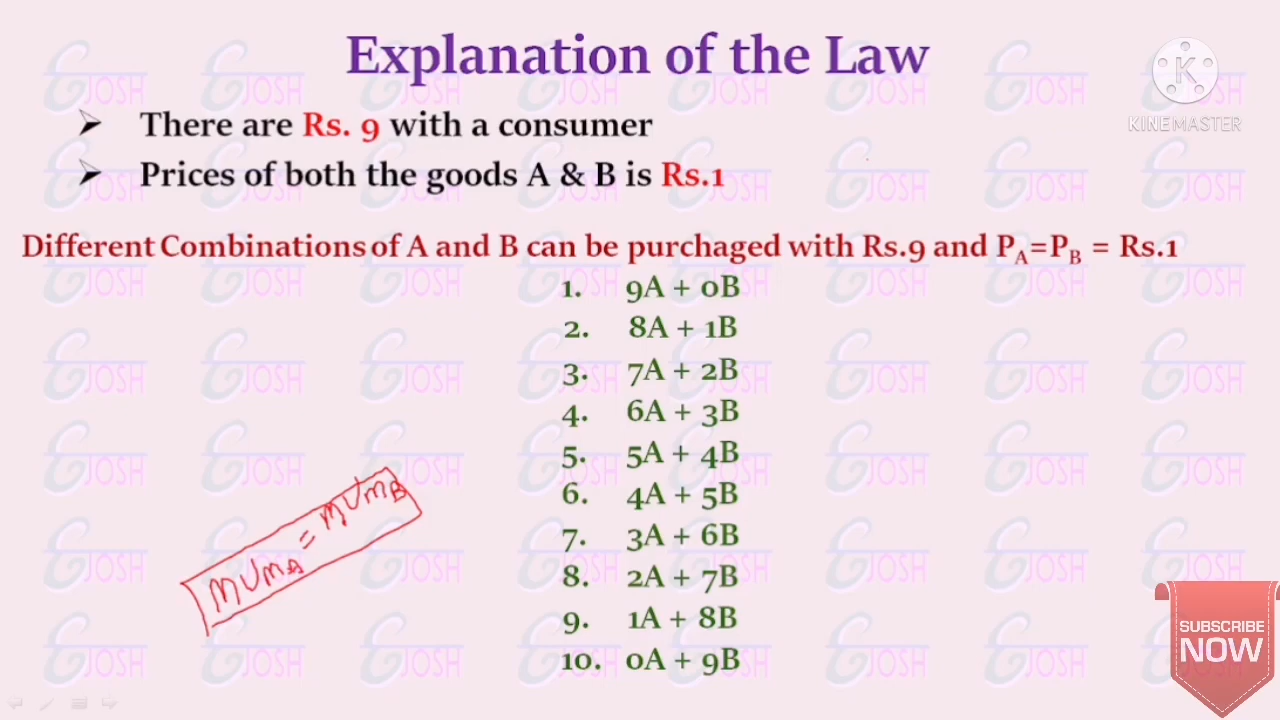 Explanation of the Law
K
KINEMASTER
There are Rs. 9 with a consumer
Prices of both the goods A & B is Rs.1
Different Combinations of A and B can be purchaged with Rs.9 and PA=PB = Rs.1
1. 9A + 0B
2. 8A + 1B
3. 7A + 2B
4. 6A + 3B
5. 5A + 4B
6. 4A + 5B
7. 3A + 6B
8. 2A + 7B
9. 1A + 8B
10. 0A + 9B
MUMA = MUMB
SUBSCRIBE
NOW